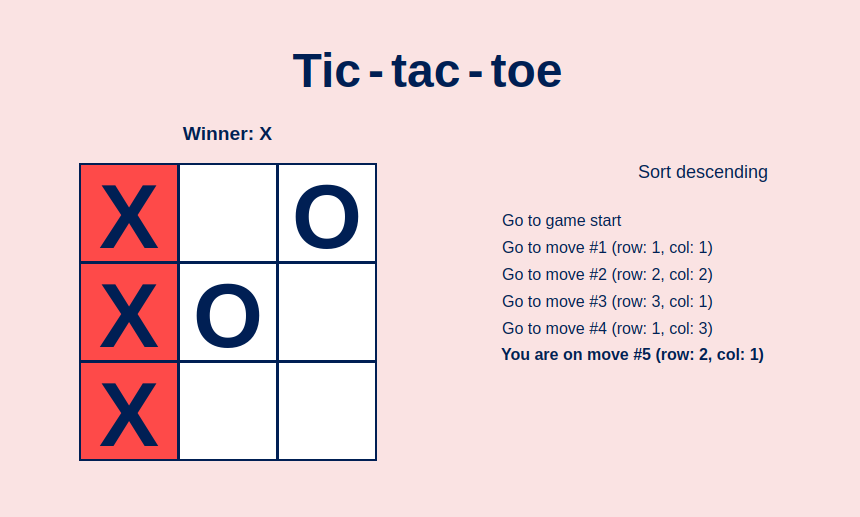 Tic - tac - toe
Winner: X
X O
X O
X
Sort descending
Go to game start
Go to move #1 (row: 1, col: 1)
Go to move #2 (row: 2, col: 2)
Go to move #3 (row: 3, col: 1)
Go to move #4 (row: 1, col: 3)
You are on move #5 (row: 2, col: 1)